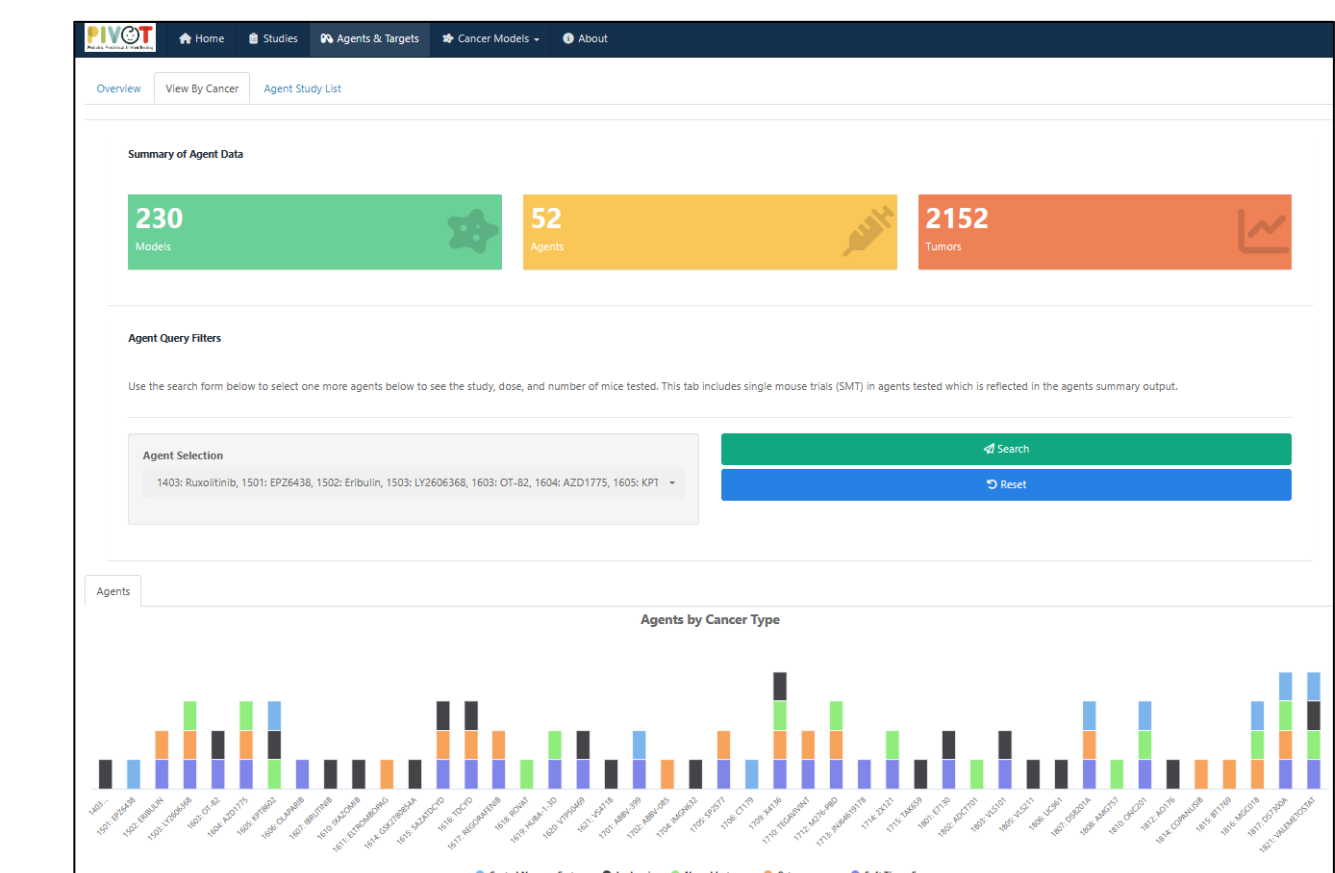 PIVOT
Home
Studies
Agents & Targets
Cancer Models
About
Overview
View By Cancer
Agent Study List
Summary of Agent Data
230
Models
52
Agents
2152
Tumors
Agent Query Filters
Use the search form below to select one more agents below to see the study, dose, and number of mice tested. This tab includes single mouse trials (SMT) in agents tested which is reflected in the agents summary output.
Agent Selection
Search
1403: Ruxolitinib, 1501: EPZ6438, 1502: Eribulin, 1503: LY2606368, 1603: OT-82, 1604: AZD1775, 1605: KPT
Reset
Agents
Agents by Cancer Type
1403...
1501: EPZ6438
1502: ERIBULIN
1503: LY2606368
1603: OT-82
1604: AZD1775
1605: KPT8602
1606: OLAPARIB
1607: IBRUTINIB
1610: IXAZOMIB
1611: ELTROMBOPAG
1614: GSK2780854A
1615: SAZATDCYD
1616: TDCYD
1617: REGORAFENIB
1618: ROVAT
1619: HUBA-1-3D
1620: VTP50469
1621: VS4718
1701: ABBV-399
1702: ABBV-085
1704: IMGN632
1705: SP2577
1706: CT179
1709: X4136
1710: TEGAVIVINT
1712: M276-PBD
1713: JNJ64619178
1714: 2X121
1715: TAK659
1801: E7130
1802: ADCT701
1803: VLS101
1805: VLS211
1806: UC961
1807: DS8201A
1808: AMG757
1810: ONC201
1812: AO176
1814: COPANLISIB
1815: BT1769
1816: MGC018
1817: DS7300A
1821: VALEMETOSTAT